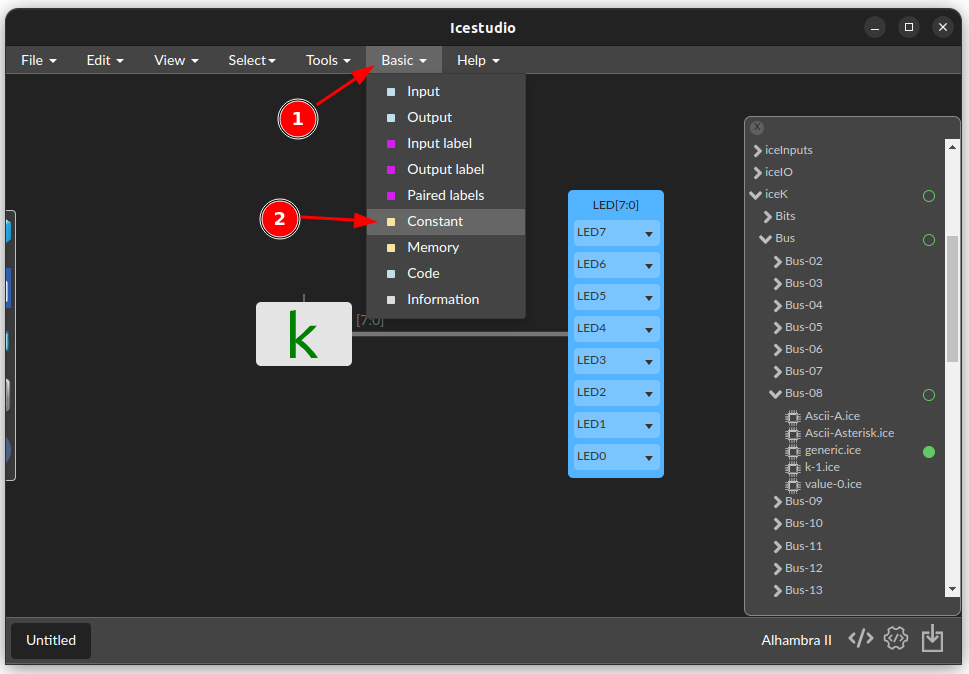 Icestudio
File Edit View Select Tools Basic Help
1
Input
Output
Input label
Output label
Paired labels
2
Constant
Memory
Code
Information
k
[7:0]
LED[7:0]
LED7
LED6
LED5
LED4
LED3
LED2
LED1
LED0
X
iceInputs
iceIO
iceK
Bits
Bus
Bus-02
Bus-03
Bus-04
Bus-05
Bus-06
Bus-07
Bus-08
Ascii-A.ice
Ascii-Asterisk.ice
generic.ice
k-1.ice
value-0.ice
Bus-09
Bus-10
Bus-11
Bus-12
Bus-13
Untitled
Alhambra II